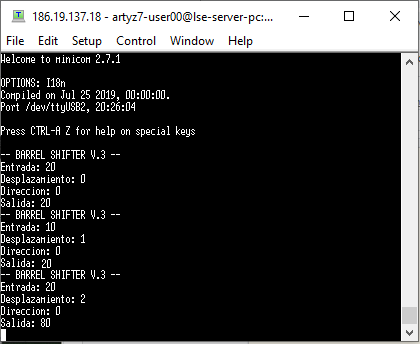 186.19.137.18 - artyz7-user00@lse-server-pc:...
File Edit Setup Control Window Help
Welcome to minicom 2.7.1
OPTIONS: I18n
Compiled on Jul 25 2019, 00:00:00.
Port /dev/ttyUSB2, 20:26:04
Press CTRL-A Z for help on special keys
-- BARREL SHIFTER V.3 --
Entrada: 20
Desplazamiento: 0
Direccion: 0
Salida: 20
-- BARREL SHIFTER V.3 --
Entrada: 10
Desplazamiento: 1
Direccion: 0
Salida: 20
-- BARREL SHIFTER V.3 --
Entrada: 20
Desplazamiento: 2
Direccion: 0
Salida: 80